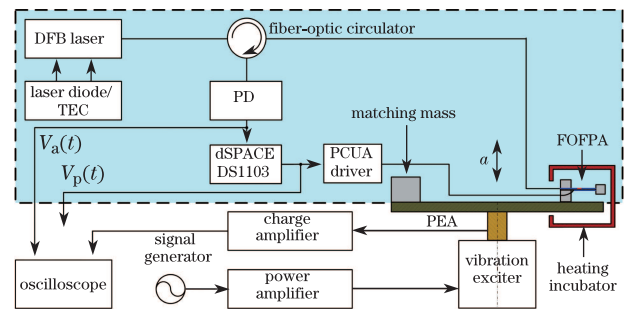 DFB laser
fiber-optic circulator
laser diode/
TEC
PD
matching mass
FOFPA
Va(t)
Vp(t)
dSPACE
DS1103
PCUA
driver
a
PEA
charge
amplifier
signal
generator
oscilloscope
power
amplifier
vibration
exciter
heating
incubator